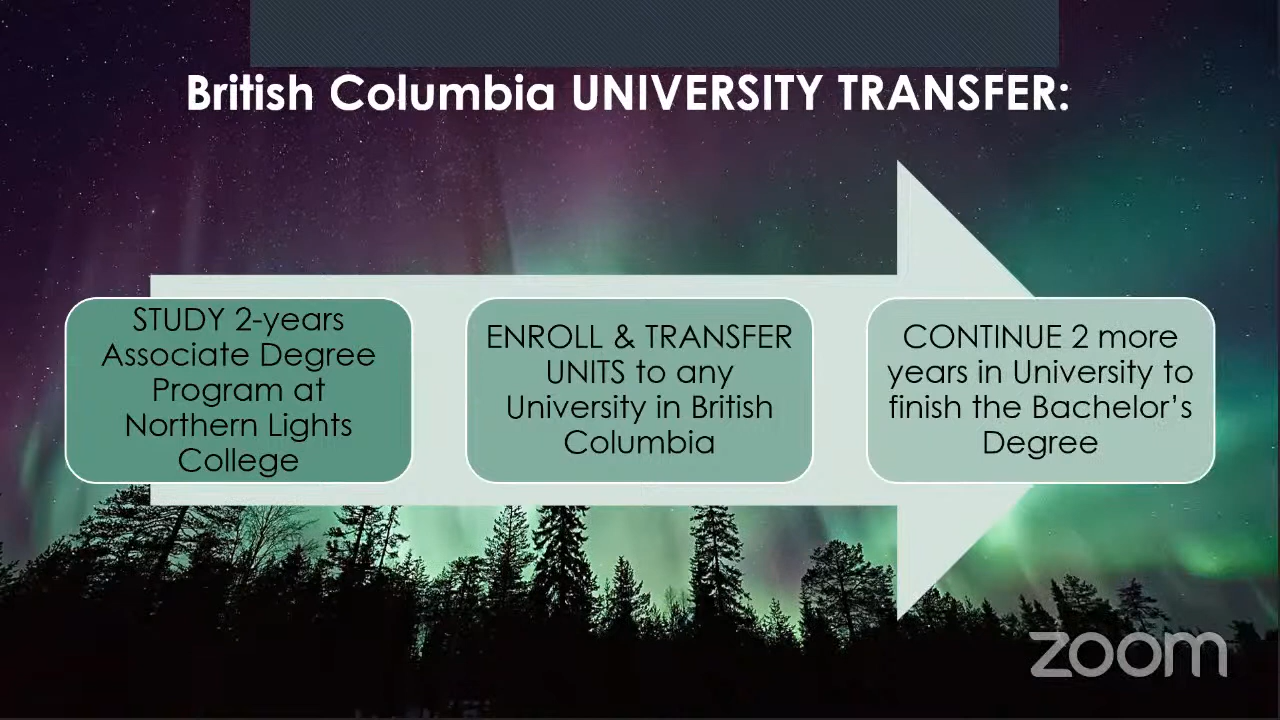 British Columbia UNIVERSITY TRANSFER:
STUDY 2-years
Associate Degree
Program at
Northern Lights
College
ENROLL & TRANSFER
UNITS to any
University in British
Columbia
CONTINUE 2 more
years in University to
finish the Bachelor’s
Degree
zoom